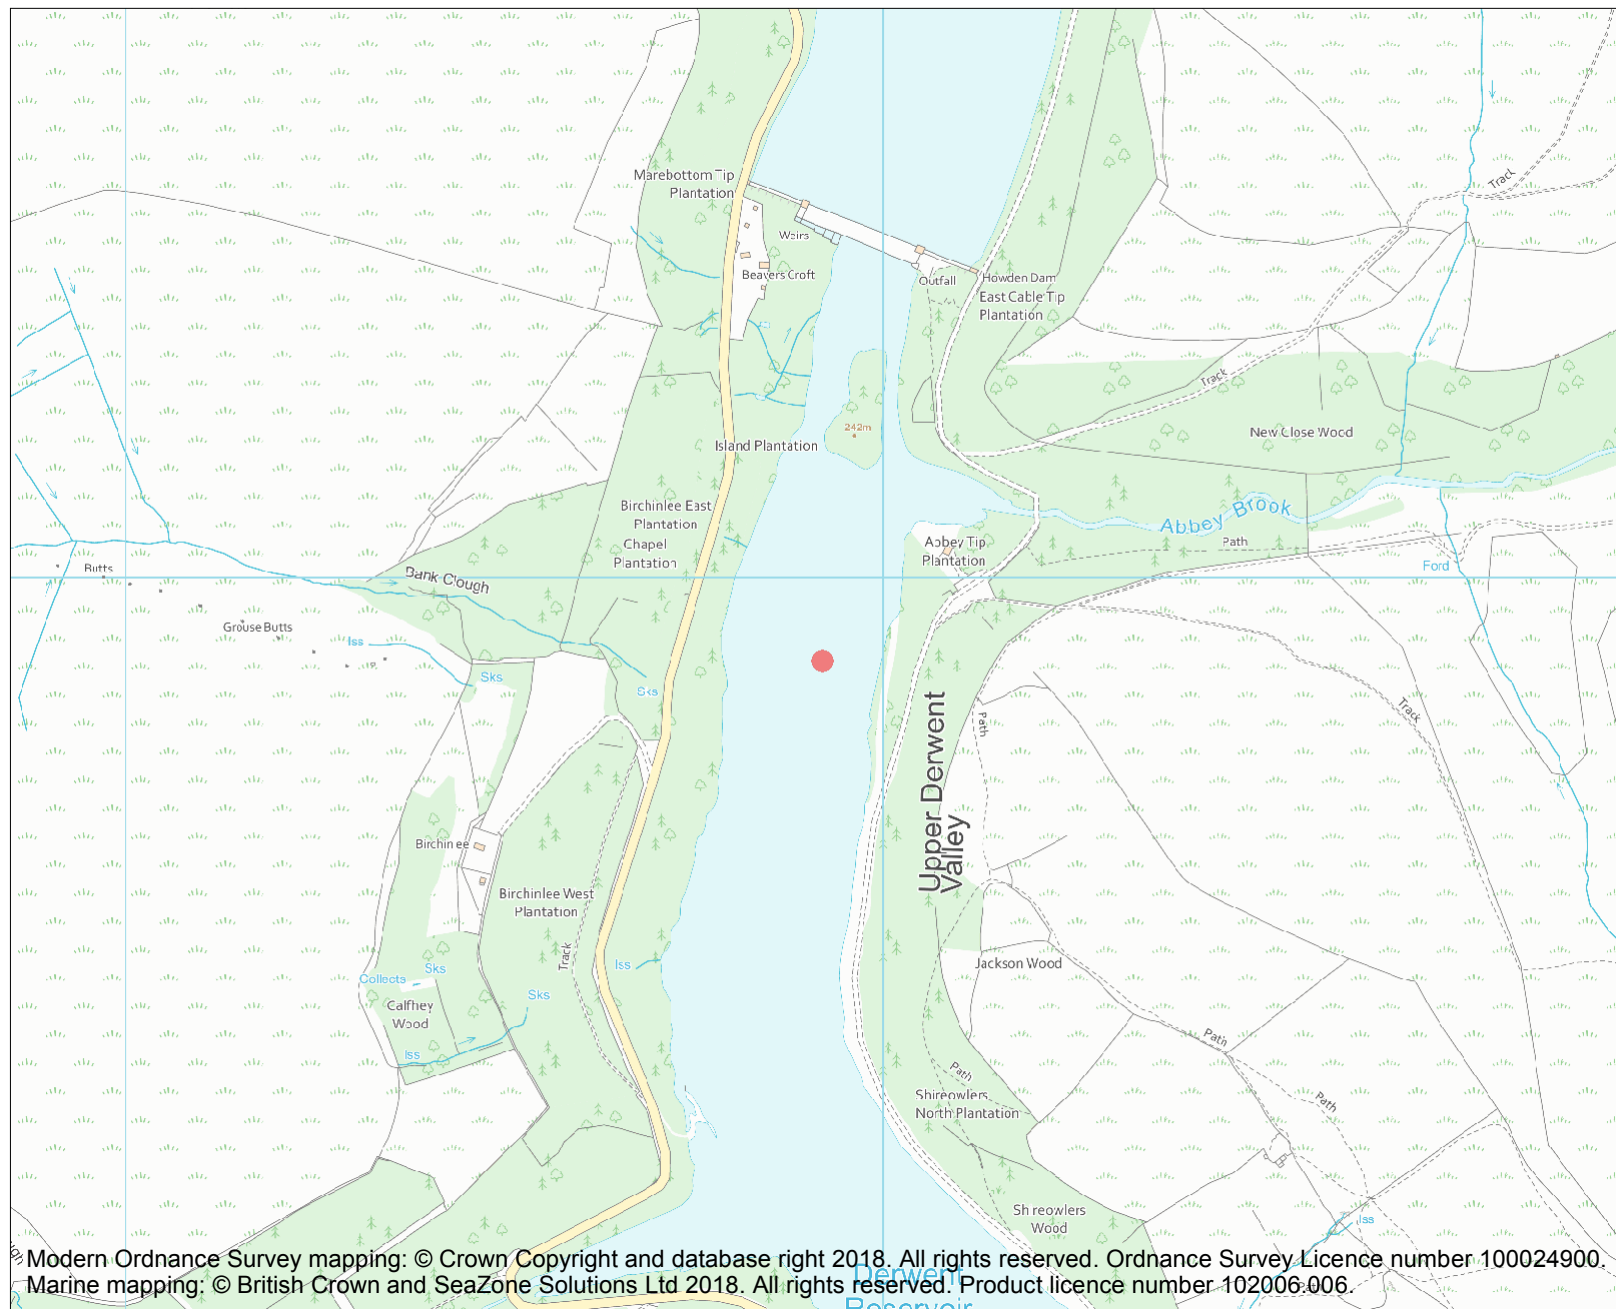 Marebottom Tip
Plantation
Weirs
Beavers Croft
Outfall
Howden Dam
East Cable Tip
Plantation
Track
Track
242m
New Close Wood
Island Plantation
Birchinlee East
Plantation
Chapel
Plantation
Abbey Brook
Abbey Tip
Plantation
Path
Ford
Butts
Bank Clough
Grouse Butts
Iss
Sks
Sks
Path
Track
Upper Derwent
Valley
Birchin ee
Birchinlee West
Plantation
Track
Iss
Jackson Wood
Collects
Sks
Sks
Calfhey
Wood
Iss
Path
Path
Path
Shireowlers
North Plantation
Sh reowlers
Wood
Iss
Modern Ordnance Survey mapping: © Crown Copyright and database right 2018. All rights reserved. Ordnance Survey Licence number 100024900.
Marine mapping: © British Crown and SeaZone Solutions Ltd 2018. All rights reserved. Product licence number 102006.006.
Derwent
Reservoir